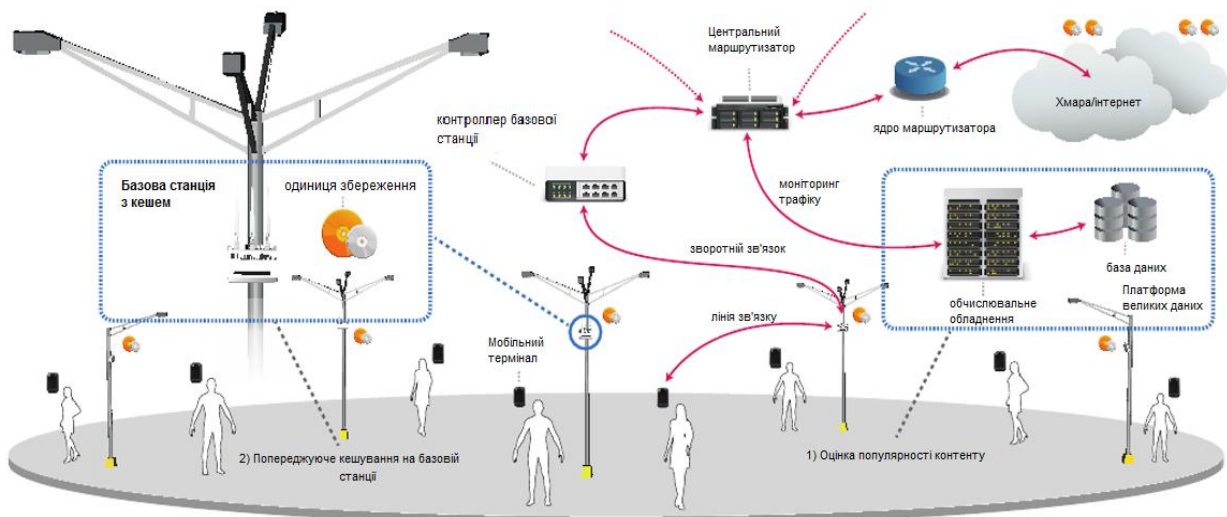 Центральний
маршрутизатор
Хмара/інтернет
ядро маршрутизатора
контроллер базової
станції
Базова станція
з кешем
одиниця збереження
моніторинг
трафіку
зворотній зв'язок
база даних
Платформа
великих даних
обчислювальне
обладнення
лінія зв'язку
Мобільний
термінал
2) Попереджуюче кешування на базовій
станції
1) Оцінка популярності контенту